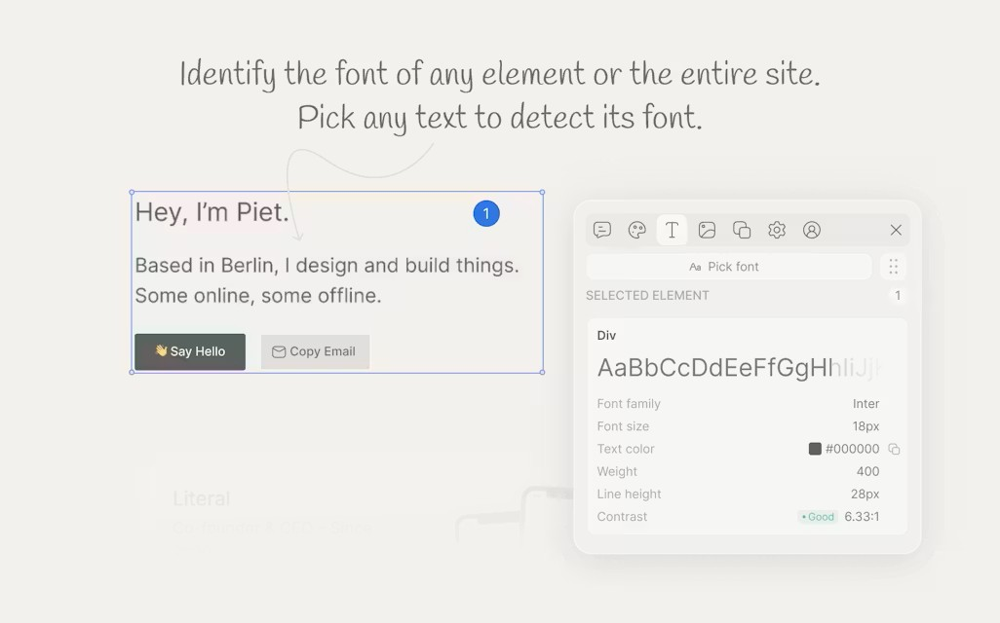 Identify the font of any element or the entire site.
Pick any text to detect its font.
Hey, I'm Piet.
1
Based in Berlin, I design and build things.
Some online, some offline.
Say Hello
Copy Email
Literal
Aa Pick font
SELECTED ELEMENT 1
Div
AaBbCcDdEeFfGgHhIiJj
Font family Inter
Font size 18px
Text color #000000
Weight 400
Line height 28px
Contrast • Good 6.33:1